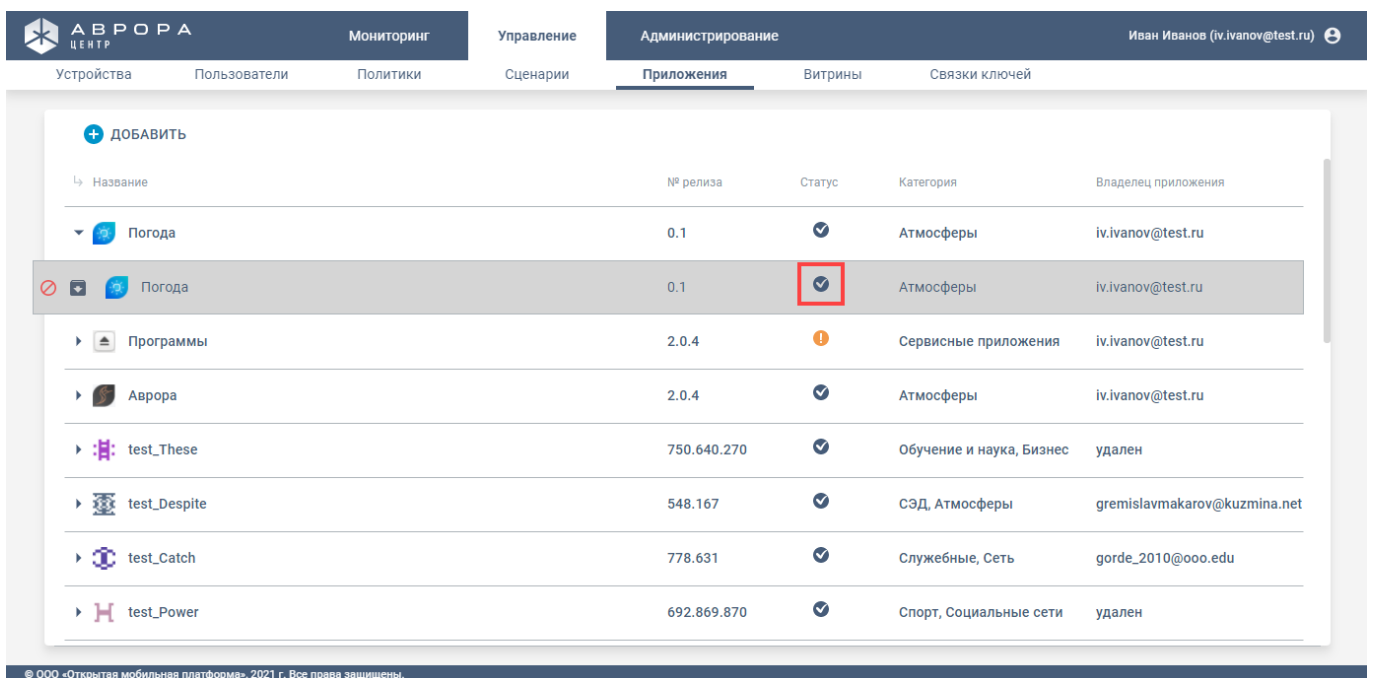 АВРОРА
ЦЕНТР
Мониторинг Управление Администрирование Иван Иванов (iv.ivanov@test.ru)
Устройства Пользователи Политики Сценарии Приложения Витрины Связки ключей
ДОБАВИТЬ
Название № релиза Статус Категория Владелец приложения
Погода 0.1 Атмосферы iv.ivanov@test.ru
Погода 0.1 Атмосферы iv.ivanov@test.ru
Программы 2.0.4 Сервисные приложения iv.ivanov@test.ru
Аврора 2.0.4 Атмосферы iv.ivanov@test.ru
test_These 750.640.270 Обучение и наука, Бизнес удален
test_Despite 548.167 СЭД, Атмосферы gremislavmakarov@kuzmina.net
test_Catch 778.631 Служебные, Сеть gorde_2010@ooo.edu
test_Power 692.869.870 Спорт, Социальные сети удален
© ООО «Открытая мобильная платформа», 2021 г. Все права защищены.